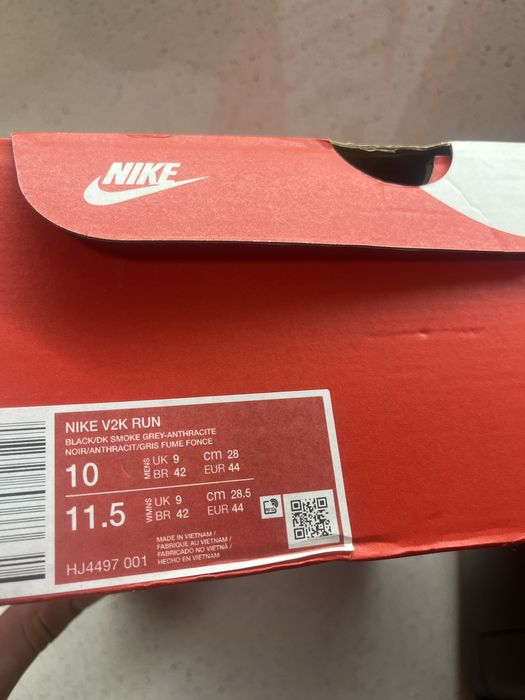 NIKE
NIKE V2K RUN
BLACK/DK SMOKE GREY-ANTHRACITE
NOIR/ANTHRACIT/GRIS FUME FONCE
10 MENS UK 9 cm 28
BR 42 EUR 44
11.5 WMNS UK 9 cm 28.5
BR 42 EUR 44
MADE IN VIETNAM /
FABRIQUE AU VIETNAM /
FABRICADO NO VIETNÃ /
HECHO EN VIETNAM
HJ4497 001